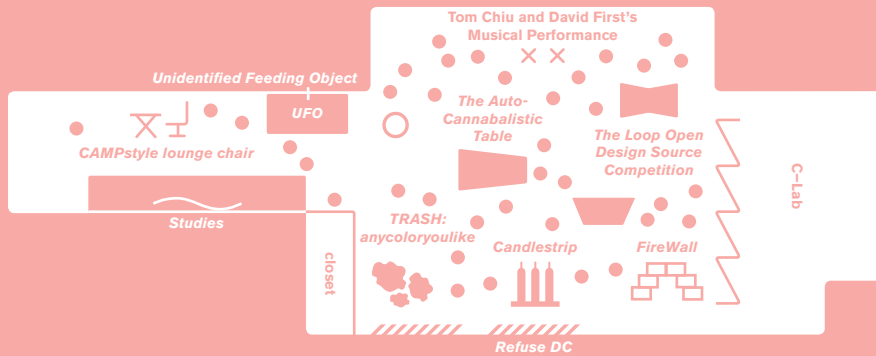 Tom Chiu and David First's
Musical Performance
Unidentified Feeding Object
UFO
The Auto-
Cannabalistic
Table
CAMPstyle lounge chair
The Loop Open
Design Source
Competition
C–Lab
Studies
TRASH:
anycoloryoulike
Candlestrip
FireWall
closet
Refuse DC